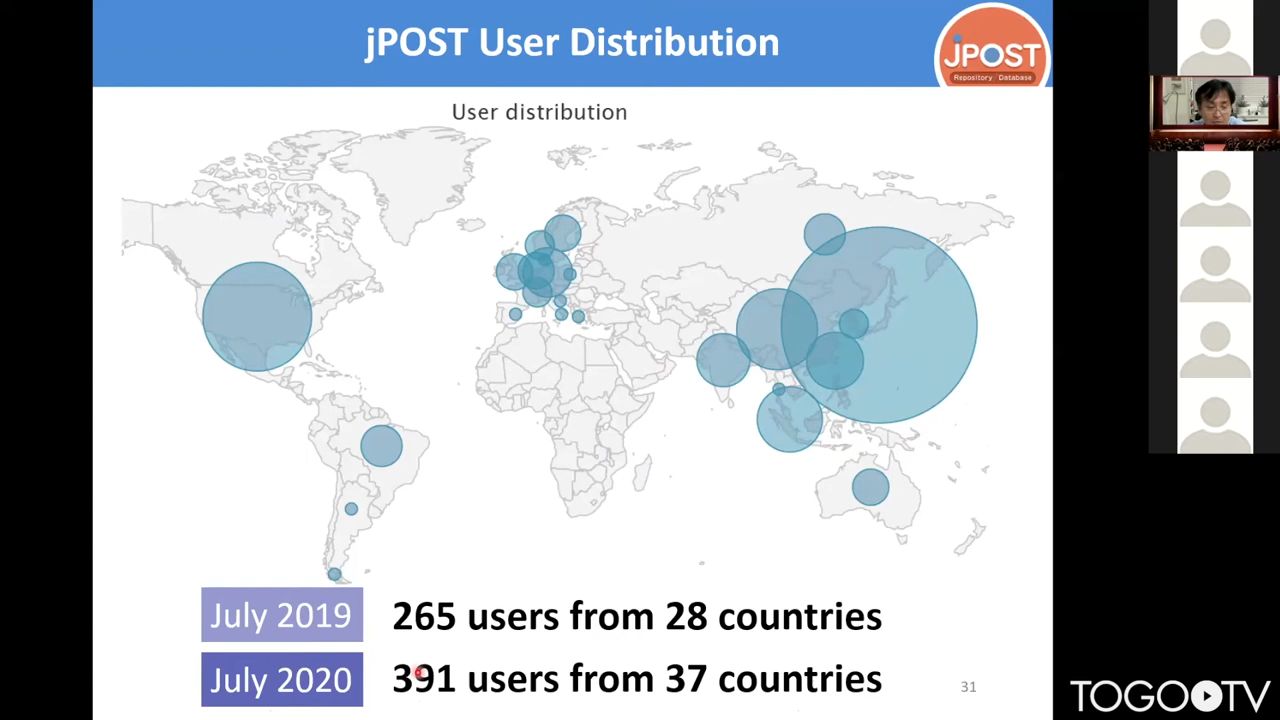 jPOST User Distribution
jPOST
Repository Database
User distribution
July 2019
265 users from 28 countries
July 2020
391 users from 37 countries
31
TOGO TV